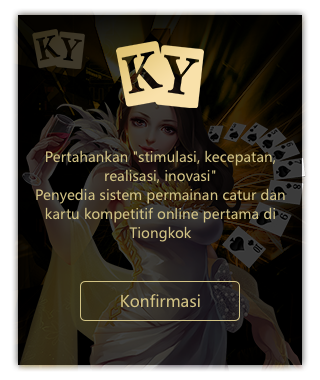 KY
KY
Pertahankan "stimulasi, kecepatan,
realisasi, inovasi"
Penyedia sistem permainan catur dan
kartu kompetitif online pertama di
Tiongkok
Konfirmasi